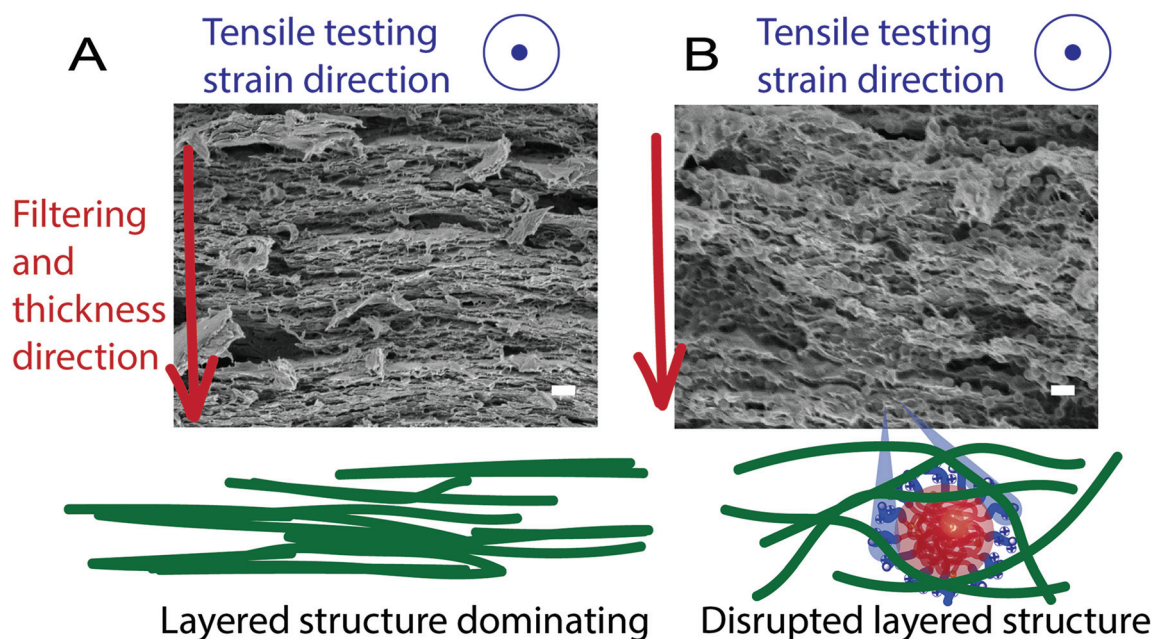 A
Tensile testing
strain direction
B
Tensile testing
strain direction
Filtering
and
thickness
direction
Layered structure dominating
Disrupted layered structure